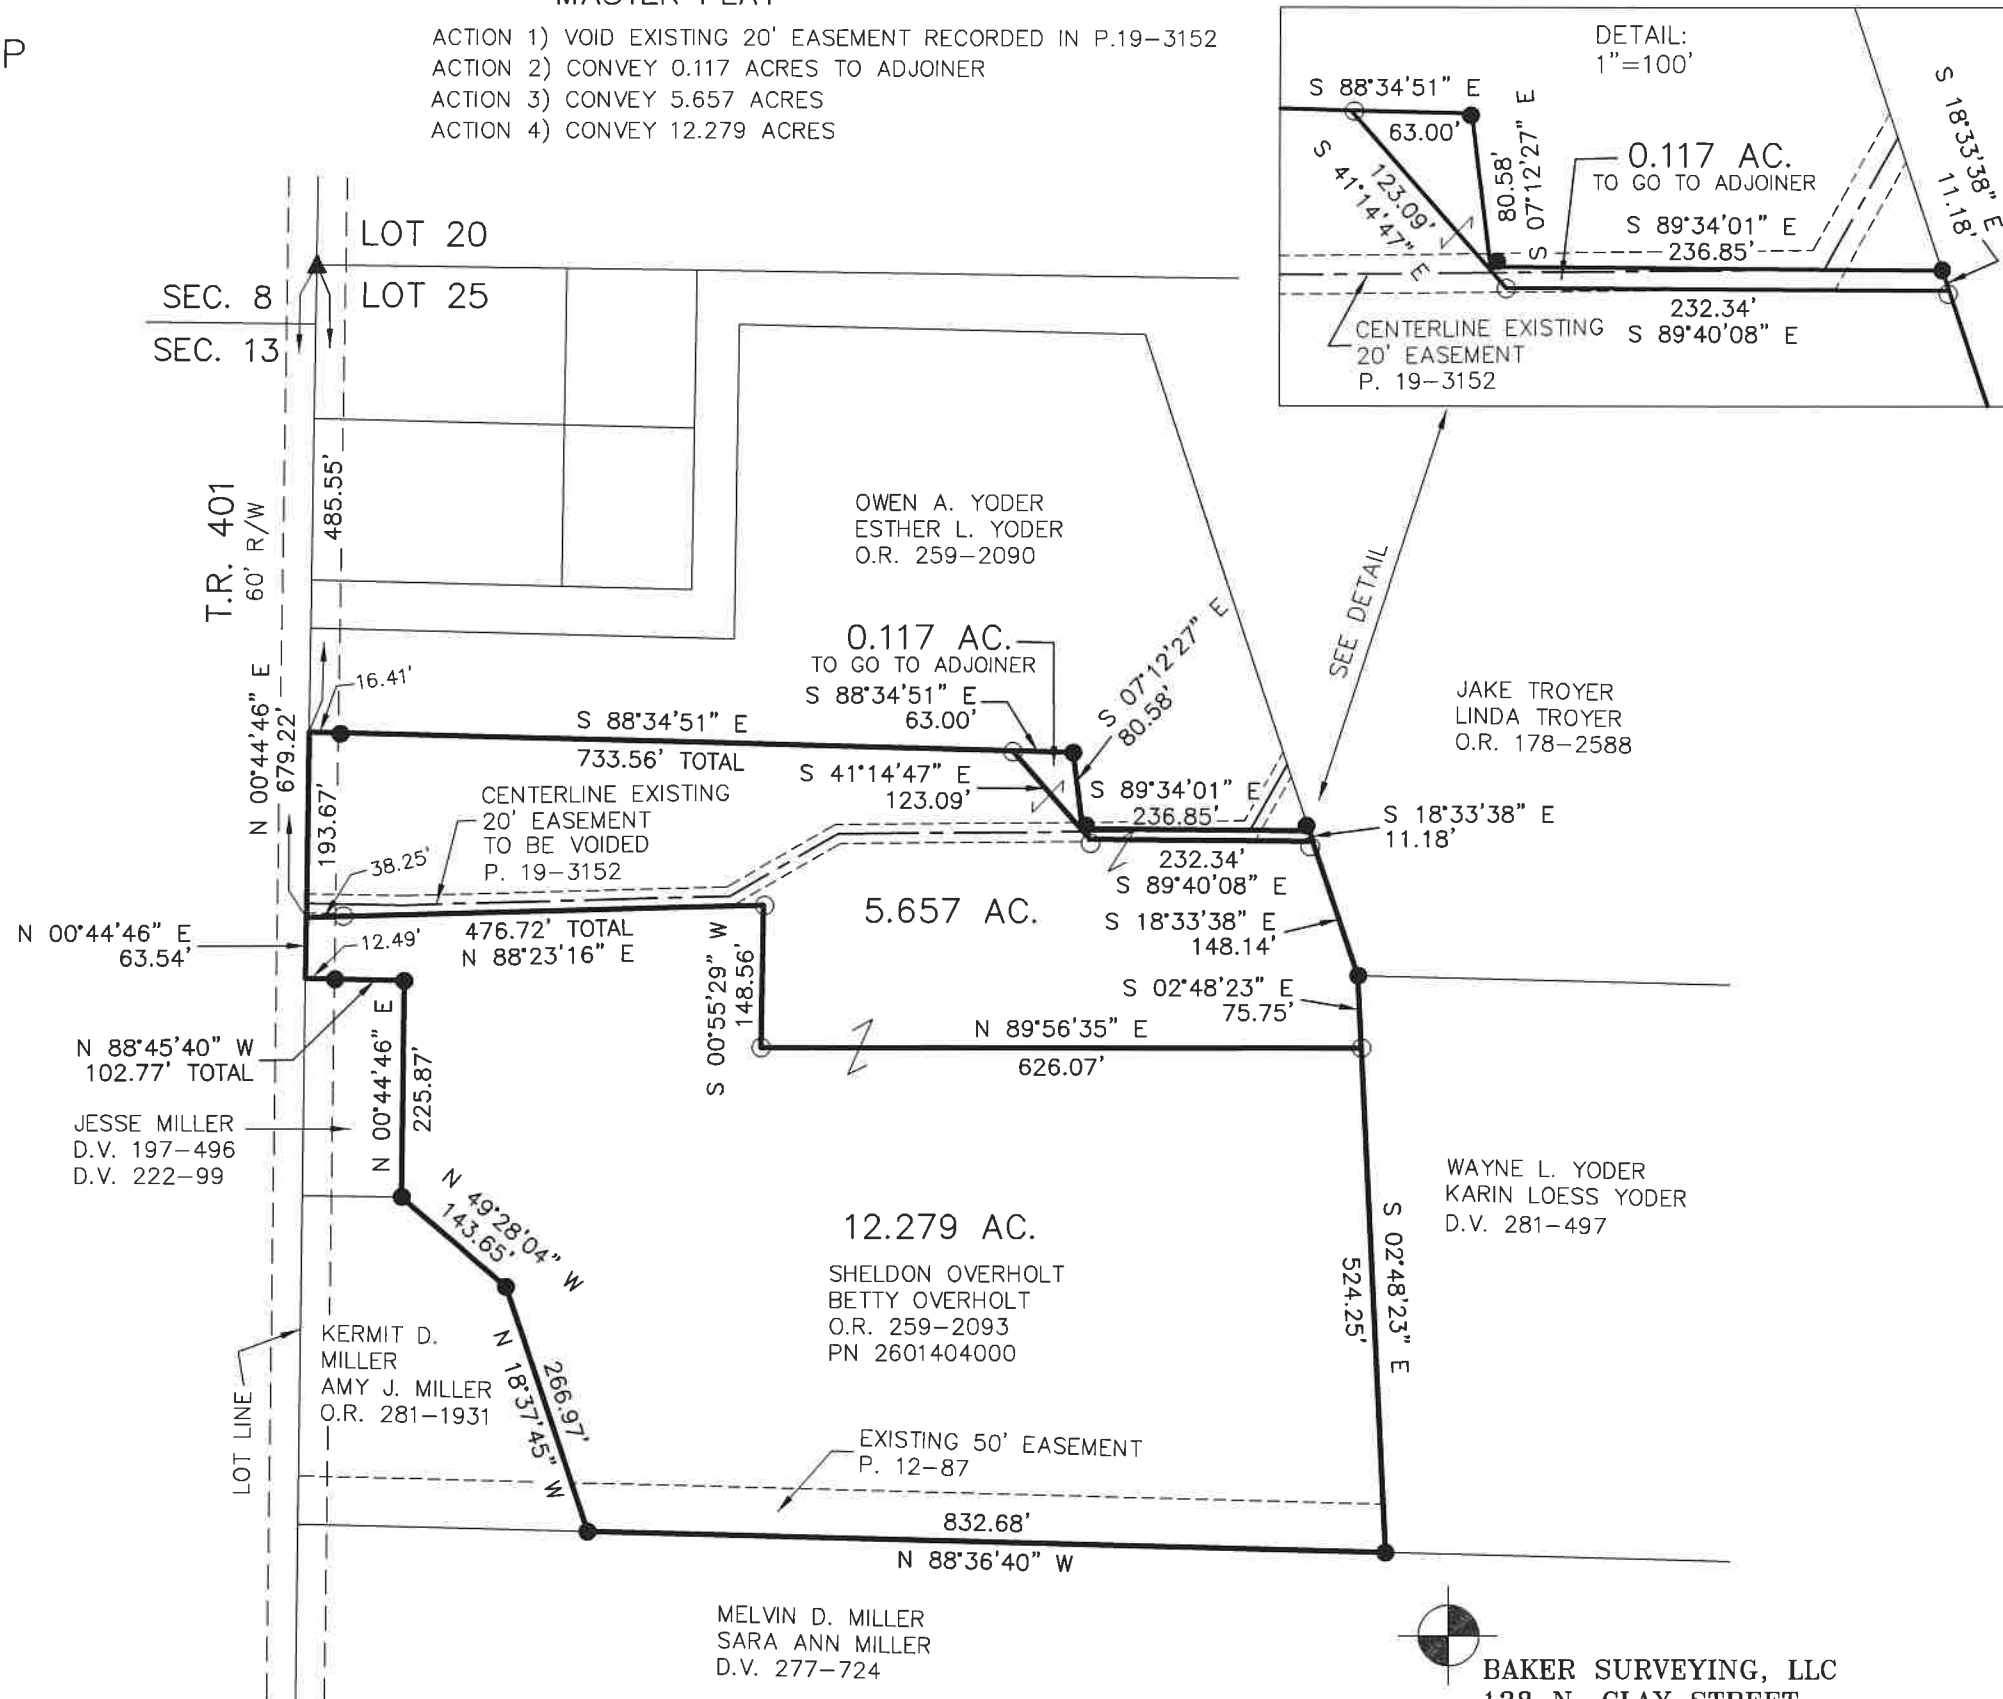 P
MASTER PLAT
ACTION 1) VOID EXISTING 20' EASEMENT RECORDED IN P.19-3152
ACTION 2) CONVEY 0.117 ACRES TO ADJOINER
ACTION 3) CONVEY 5.657 ACRES
ACTION 4) CONVEY 12.279 ACRES
DETAIL:
1"=100'
S 88°34'51" E
63.00'
S 41°14'47" E
123.09'
80.58'
S 07°12'27" E
0.117 AC.
TO GO TO ADJOINER
S 89°34'01" E
236.85'
S 18°33'38" E
11.18'
232.34'
S 89°40'08" E
CENTERLINE EXISTING
20' EASEMENT
P. 19-3152
LOT 20
LOT 25
SEC. 8
SEC. 13
T.R. 401
60' R/W
485.55'
OWEN A. YODER
ESTHER L. YODER
O.R. 259-2090
SEE DETAIL
0.117 AC.
TO GO TO ADJOINER
S 88°34'51" E
63.00'
S 07°12'27" E
80.58'
JAKE TROYER
LINDA TROYER
O.R. 178-2588
N 00°44'46" E
679.22'
16.41'
S 88°34'51" E
733.56' TOTAL
S 41°14'47" E
123.09'
S 89°34'01" E
236.85'
S 18°33'38" E
11.18'
193.67'
CENTERLINE EXISTING
20' EASEMENT
TO BE VOIDED
P. 19-3152
38.25'
232.34'
S 89°40'08" E
5.657 AC.
476.72' TOTAL
N 88°23'16" E
S 18°33'38" E
148.14'
N 00°44'46" E
63.54'
12.49'
S 00°55'29" W
148.56'
S 02°48'23" E
75.75'
N 89°56'35" E
626.07'
N 88°45'40" W
102.77' TOTAL
N 00°44'46" E
225.87'
JESSE MILLER
D.V. 197-496
D.V. 222-99
N 49°28'04" W
143.65'
WAYNE L. YODER
KARIN LOESS YODER
D.V. 281-497
S 02°48'23" E
524.25'
12.279 AC.
SHELDON OVERHOLT
BETTY OVERHOLT
O.R. 259-2093
PN 2601404000
KERMIT D.
MILLER
AMY J. MILLER
O.R. 281-1931
266.97'
N 18°37'45" W
LOT LINE
EXISTING 50' EASEMENT
P. 12-87
832.68'
N 88°36'40" W
MELVIN D. MILLER
SARA ANN MILLER
D.V. 277-724
BAKER SURVEYING, LLC
N. CLAY STREET